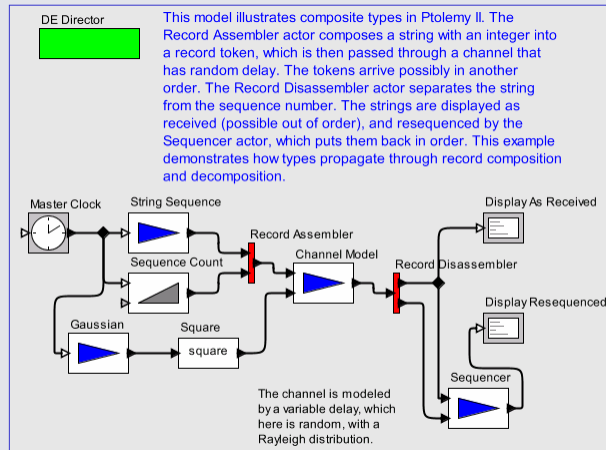 DE Director
This model illustrates composite types in Ptolemy II. The
Record Assembler actor composes a string with an integer into
a record token, which is then passed through a channel that
has random delay. The tokens arrive possibly in another
order. The Record Disassembler actor separates the string
from the sequence number. The strings are displayed as
received (possible out of order), and resequenced by the
Sequencer actor, which puts them back in order. This example
demonstrates how types propagate through record composition
and decomposition.
Master Clock
String Sequence
Display As Received
Record Assembler
Channel Model
Sequence Count
Record Disassembler
Display Resequenced
Gaussian
Square
square
Sequencer
The channel is modeled
by a variable delay, which
here is random, with a
Rayleigh distribution.